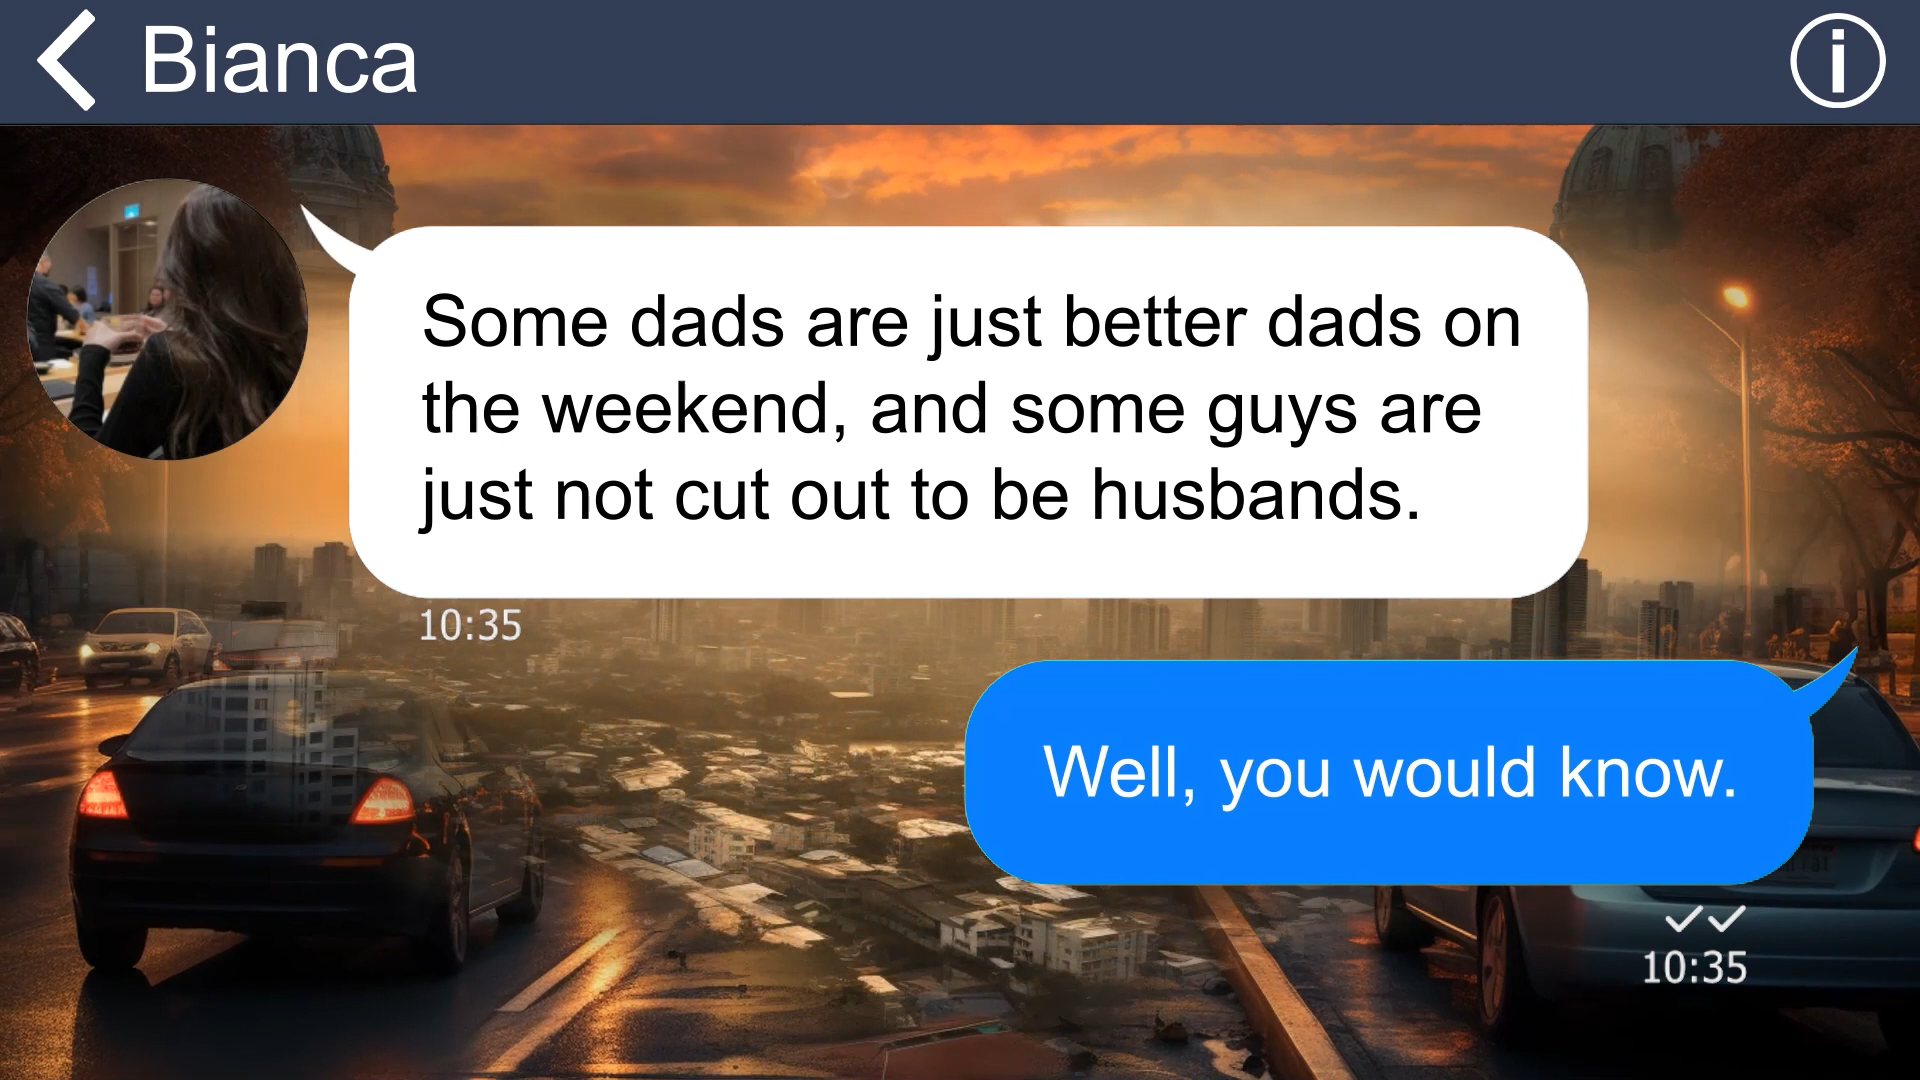 Bianca
Some dads are just better dads on
the weekend, and some guys are
just not cut out to be husbands.
10:35
Well, you would know.
10:35